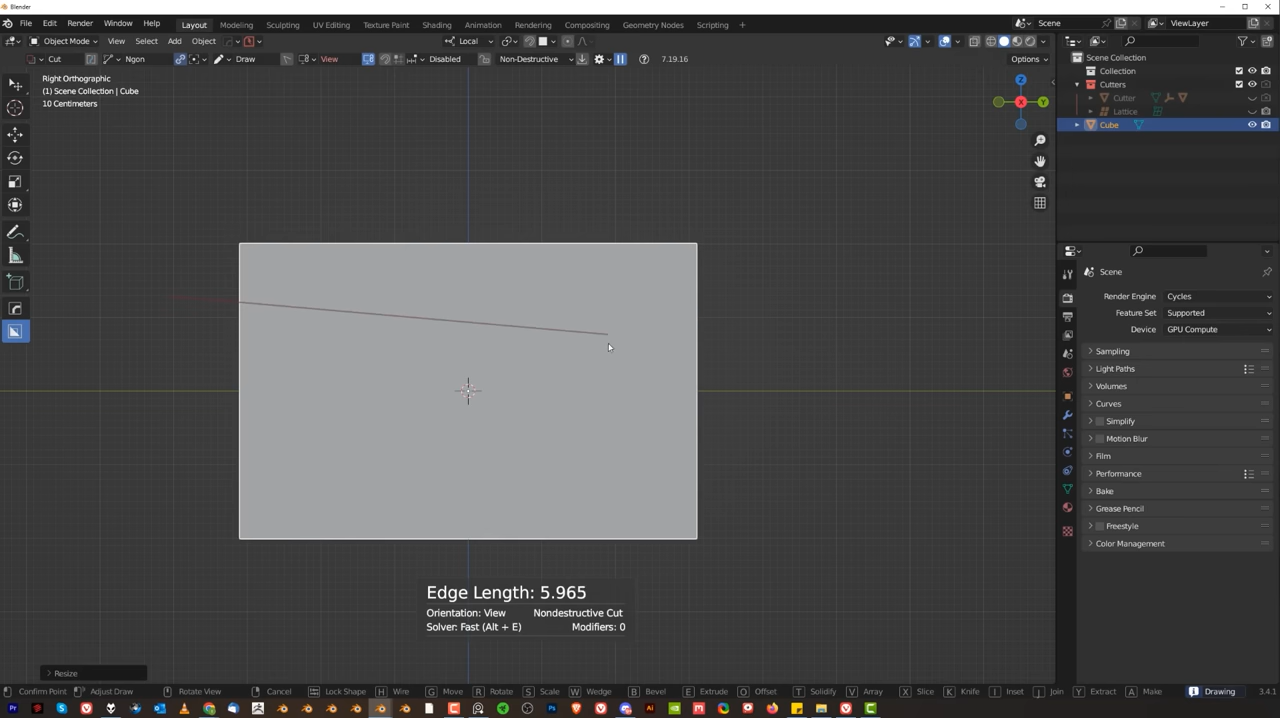 Blender
File Edit Render Window Help Layout Modeling Sculpting UV Editing Texture Paint Shading Animation Rendering Compositing Geometry Nodes Scripting + Scene ViewLayer
Object Mode View Select Add Object Local Options
Cut Ngon Draw View Disabled Non-Destructive 7.19.16
Right Orthographic
(1) Scene Collection | Cube
10 Centimeters
Z
X
Y
Scene Collection
Collection
Cutters
Cutter
Lattice
Cube
Scene
Render Engine Cycles
Feature Set Supported
Device GPU Compute
Sampling
Light Paths
Volumes
Curves
Simplify
Motion Blur
Film
Performance
Bake
Grease Pencil
Freestyle
Color Management
Edge Length: 5.965
Orientation: View Nondestructive Cut
Solver: Fast (Alt + E) Modifiers: 0
Resize
Confirm Point Adjust Draw Rotate View Cancel Lock Shape H Wire G Move R Rotate S Scale W Wedge B Bevel E Extrude O Offset T Solidify V Array X Slice K Knife I Inset J Join Y Extract A Make Drawing 3.4.1